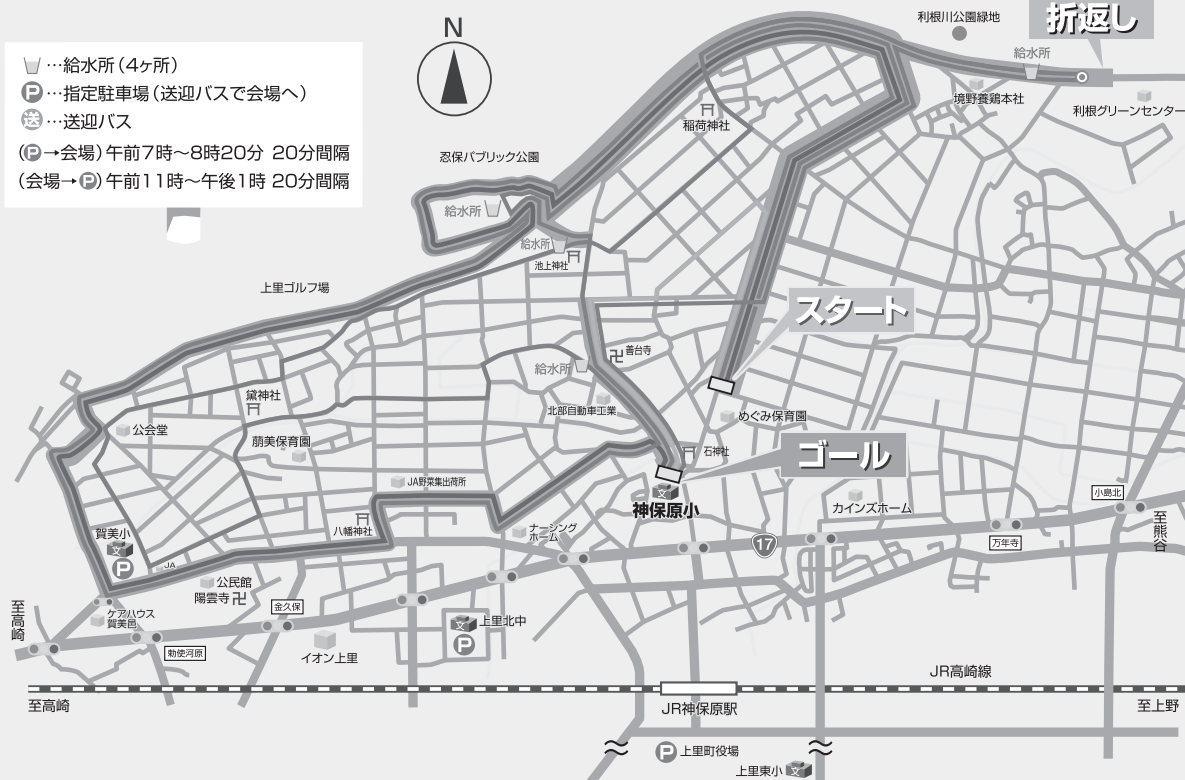 …給水所(4ヶ所)
P…指定駐車場(送迎バスで会場へ)
送…送迎バス
(P→会場)午前7時〜8時20分 20分間隔
(会場→P)午前11時〜午後1時 20分間隔
N
利根川公園緑地
折返し
給水所
境野養鶏本社
利根グリーンセンター
稲荷神社
忍保パブリック公園
給水所
給水所
池上神社
上里ゴルフ場
スタート
善台寺
給水所
北部自動車工業
めぐみ保育園
黛神社
公会堂
萠美保育園
石神社
ゴール
JA野菜集出荷所
神保原小
カインズホーム
小島北
至熊谷
八幡神社
ナーシング
ホーム
17
万年寺
賀美小
文
P
JA
公民館
陽雲寺
ケアハウス
賀美邑
金久保
至高崎
勅使河原
イオン上里
文
上里北中
P
JR高崎線
至高崎
JR神保原駅
至上野
P
上里町役場
上里東小
文